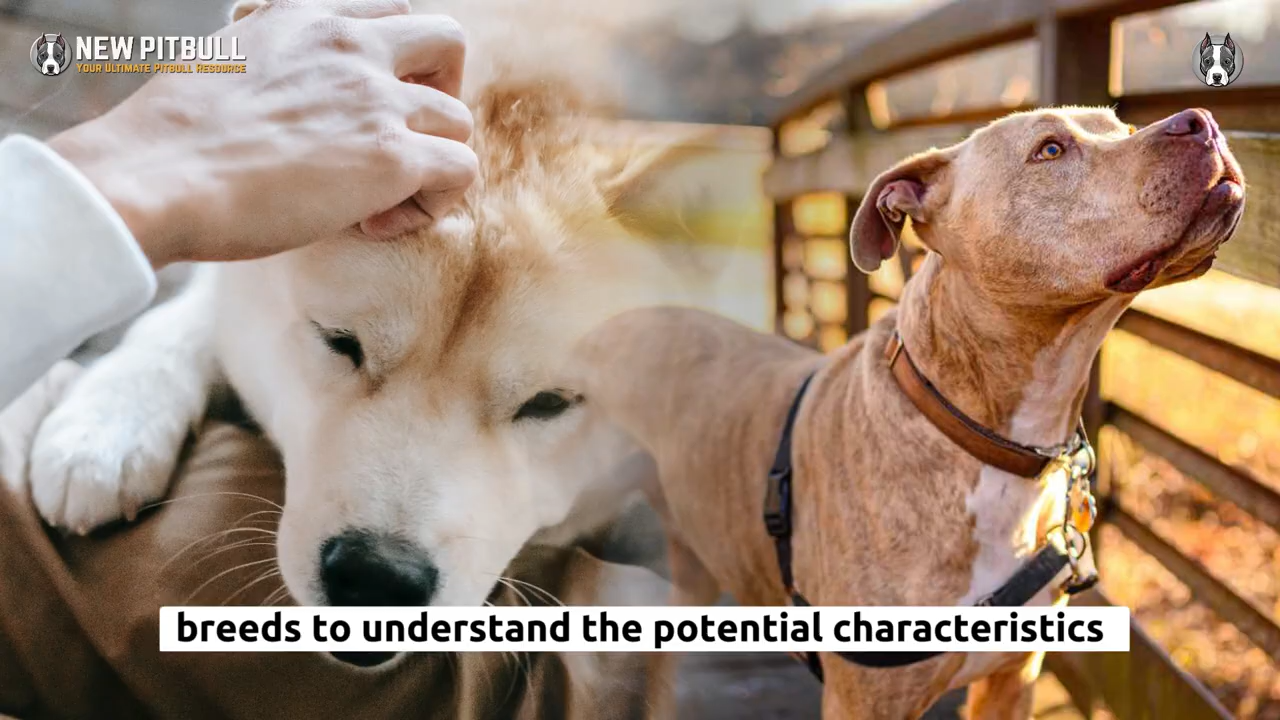 NEW PITBULL
YOUR ULTIMATE PITBULL RESOURCE
breeds to understand the potential characteristics